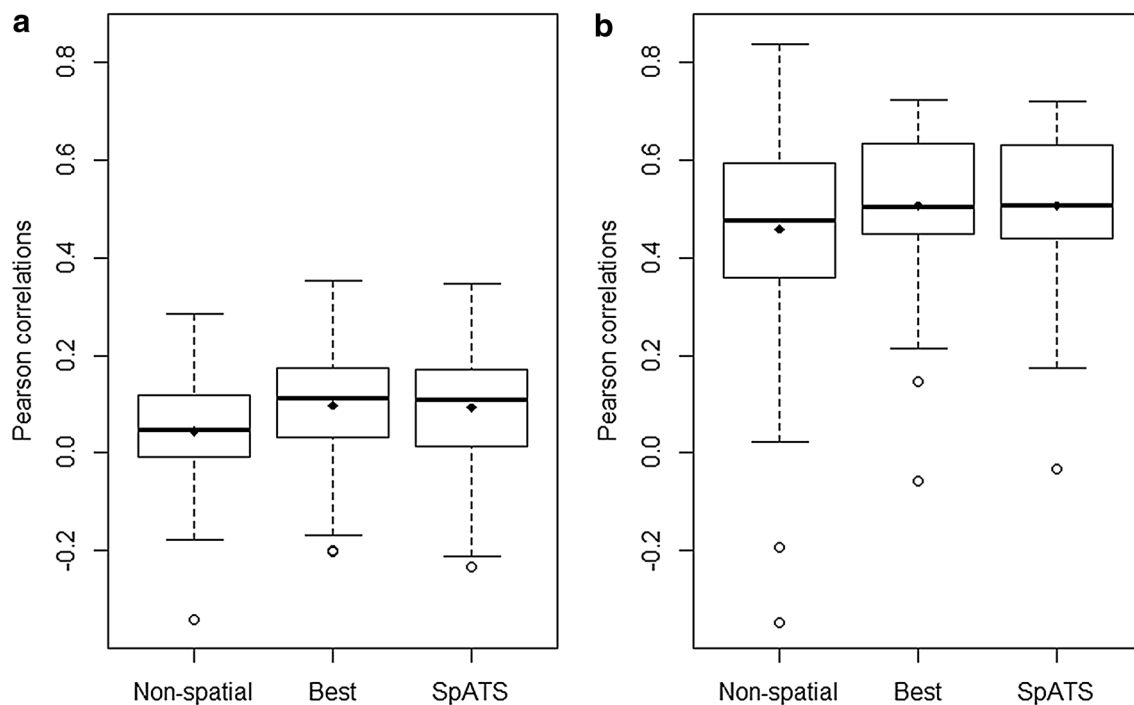 a
Pearson correlations
0.8
0.6
0.4
0.2
0.0
-0.2
Non-spatial
Best
SpATS
b
Pearson correlations
0.8
0.6
0.4
0.2
0.0
-0.2
Non-spatial
Best
SpATS